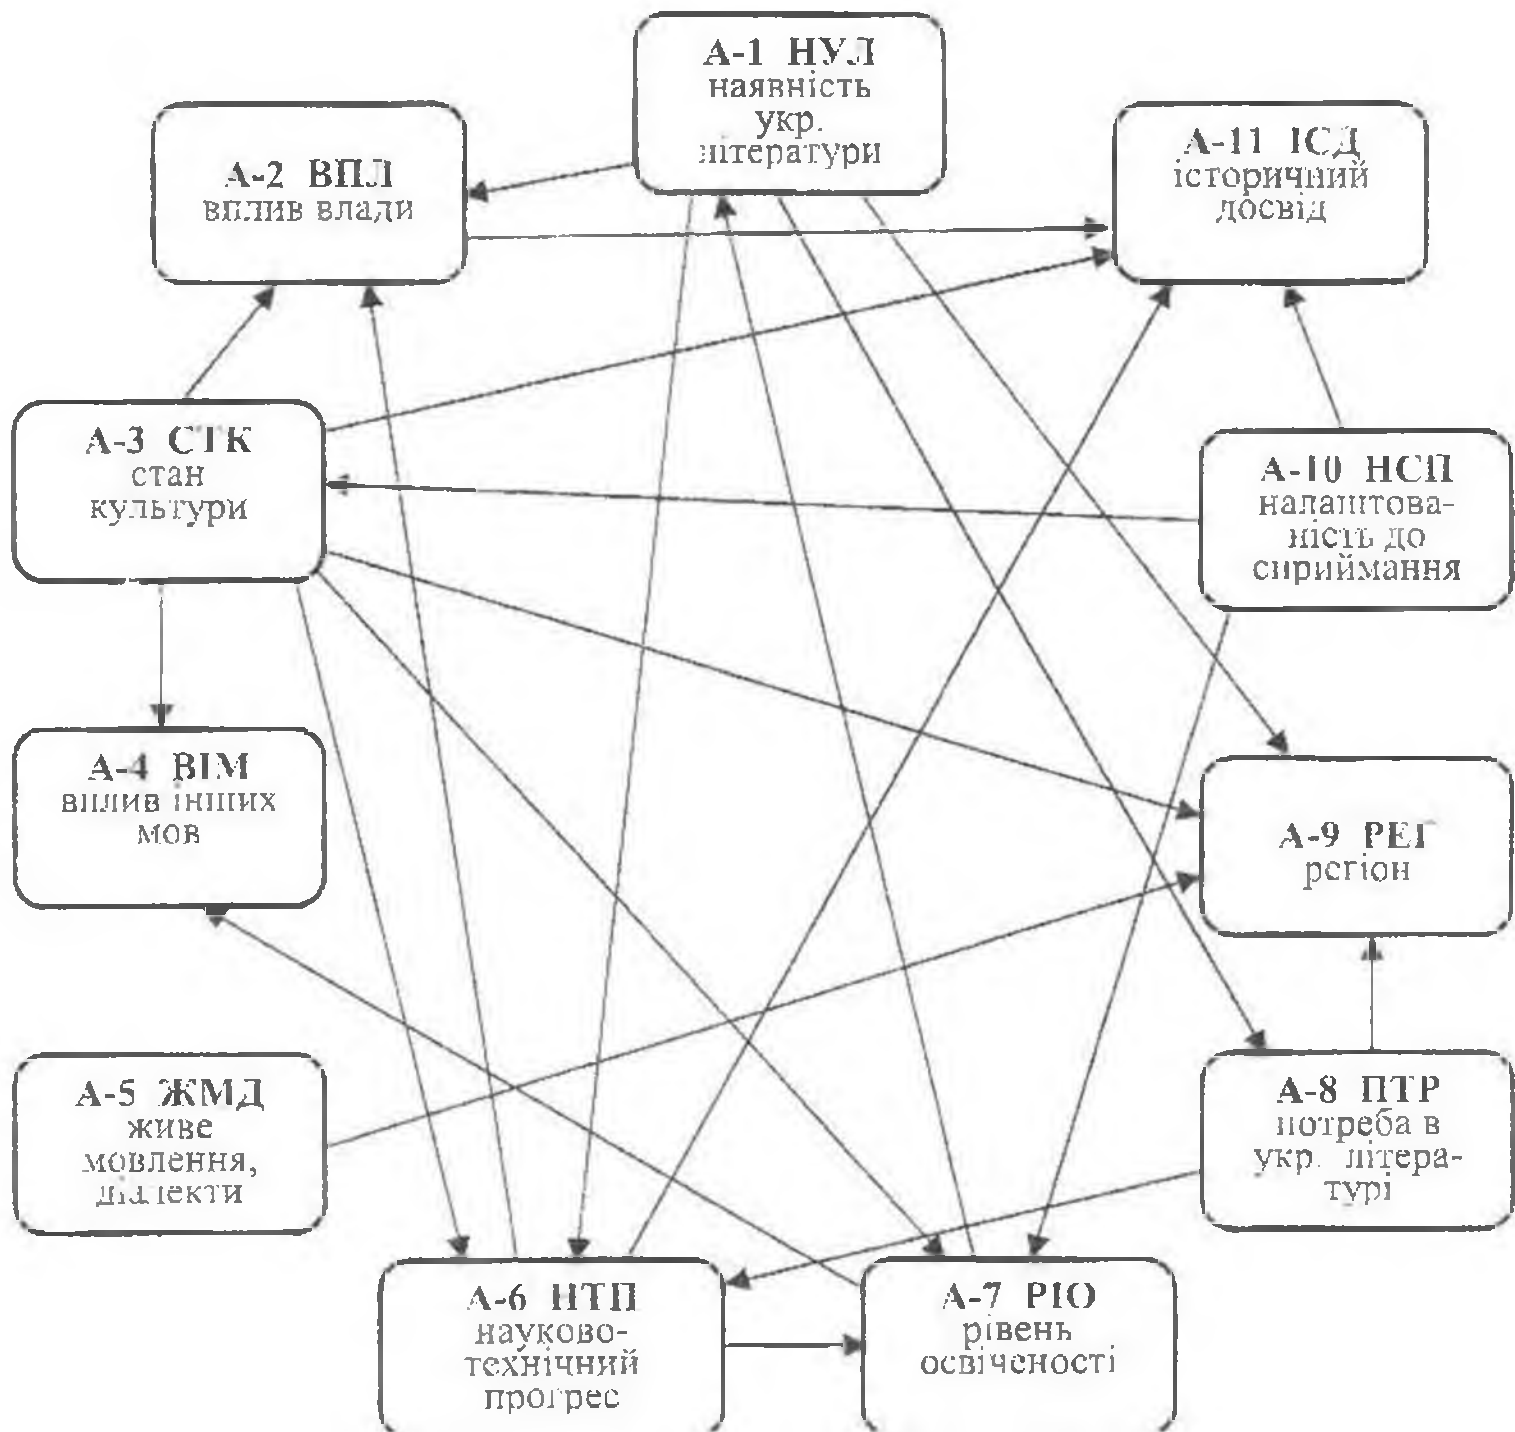 А-1 НУЛ
наявність
укр.
літератури
А-2 ВПЛ
вплив влади
А-11 ІСД
історичний
досвід
А-3 СТК
стан
культури
А-10 НСП
налаштова-
ність до
сприймання
А-4 ВІМ
вплив інших
мов
А-9 РЕГ
регіон
А-5 ЖМД
живе
мовлення,
діалекти
А-8 ПТР
потреба в
укр. літера-
турі
А-6 НТП
науково-
технічний
прогрес
А-7 РІО
рівень
освіченості